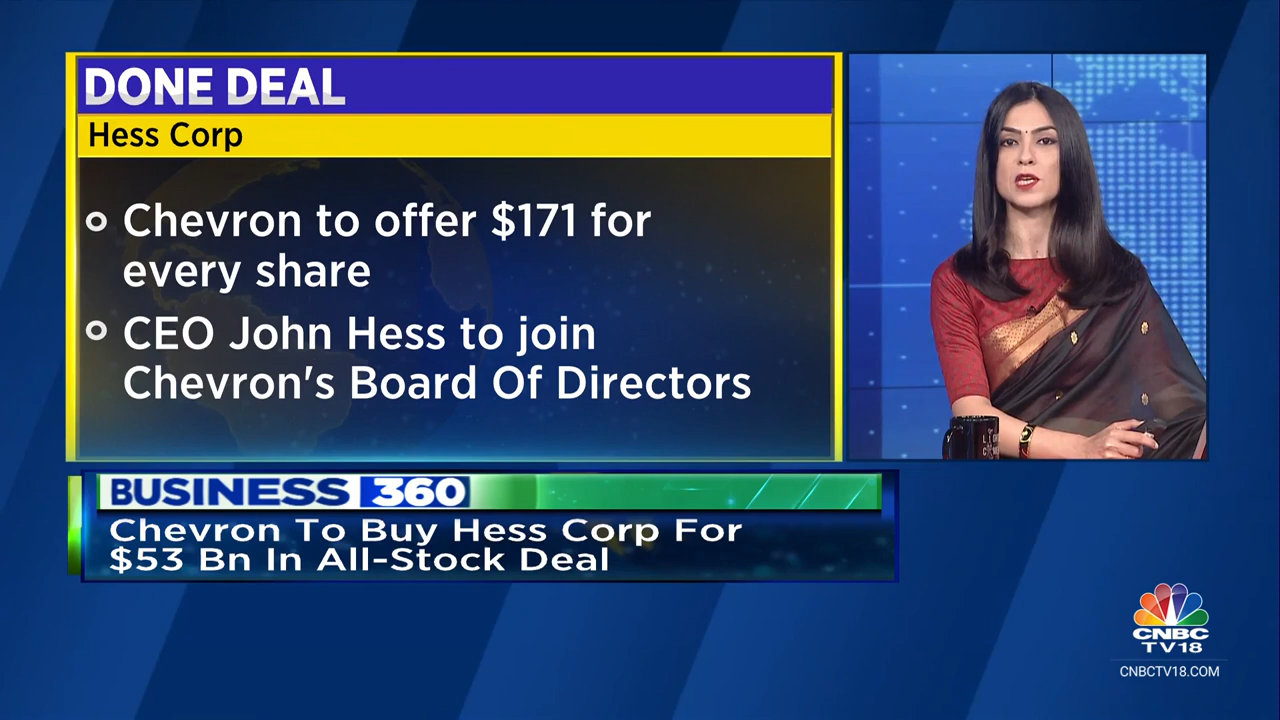 DONE DEAL
Hess Corp
Chevron to offer $171 for
every share
CEO John Hess to join
Chevron's Board Of Directors
BUSINESS 360
Chevron To Buy Hess Corp For
$53 Bn In All-Stock Deal
CNBC
TV18
CNBCTV18.COM